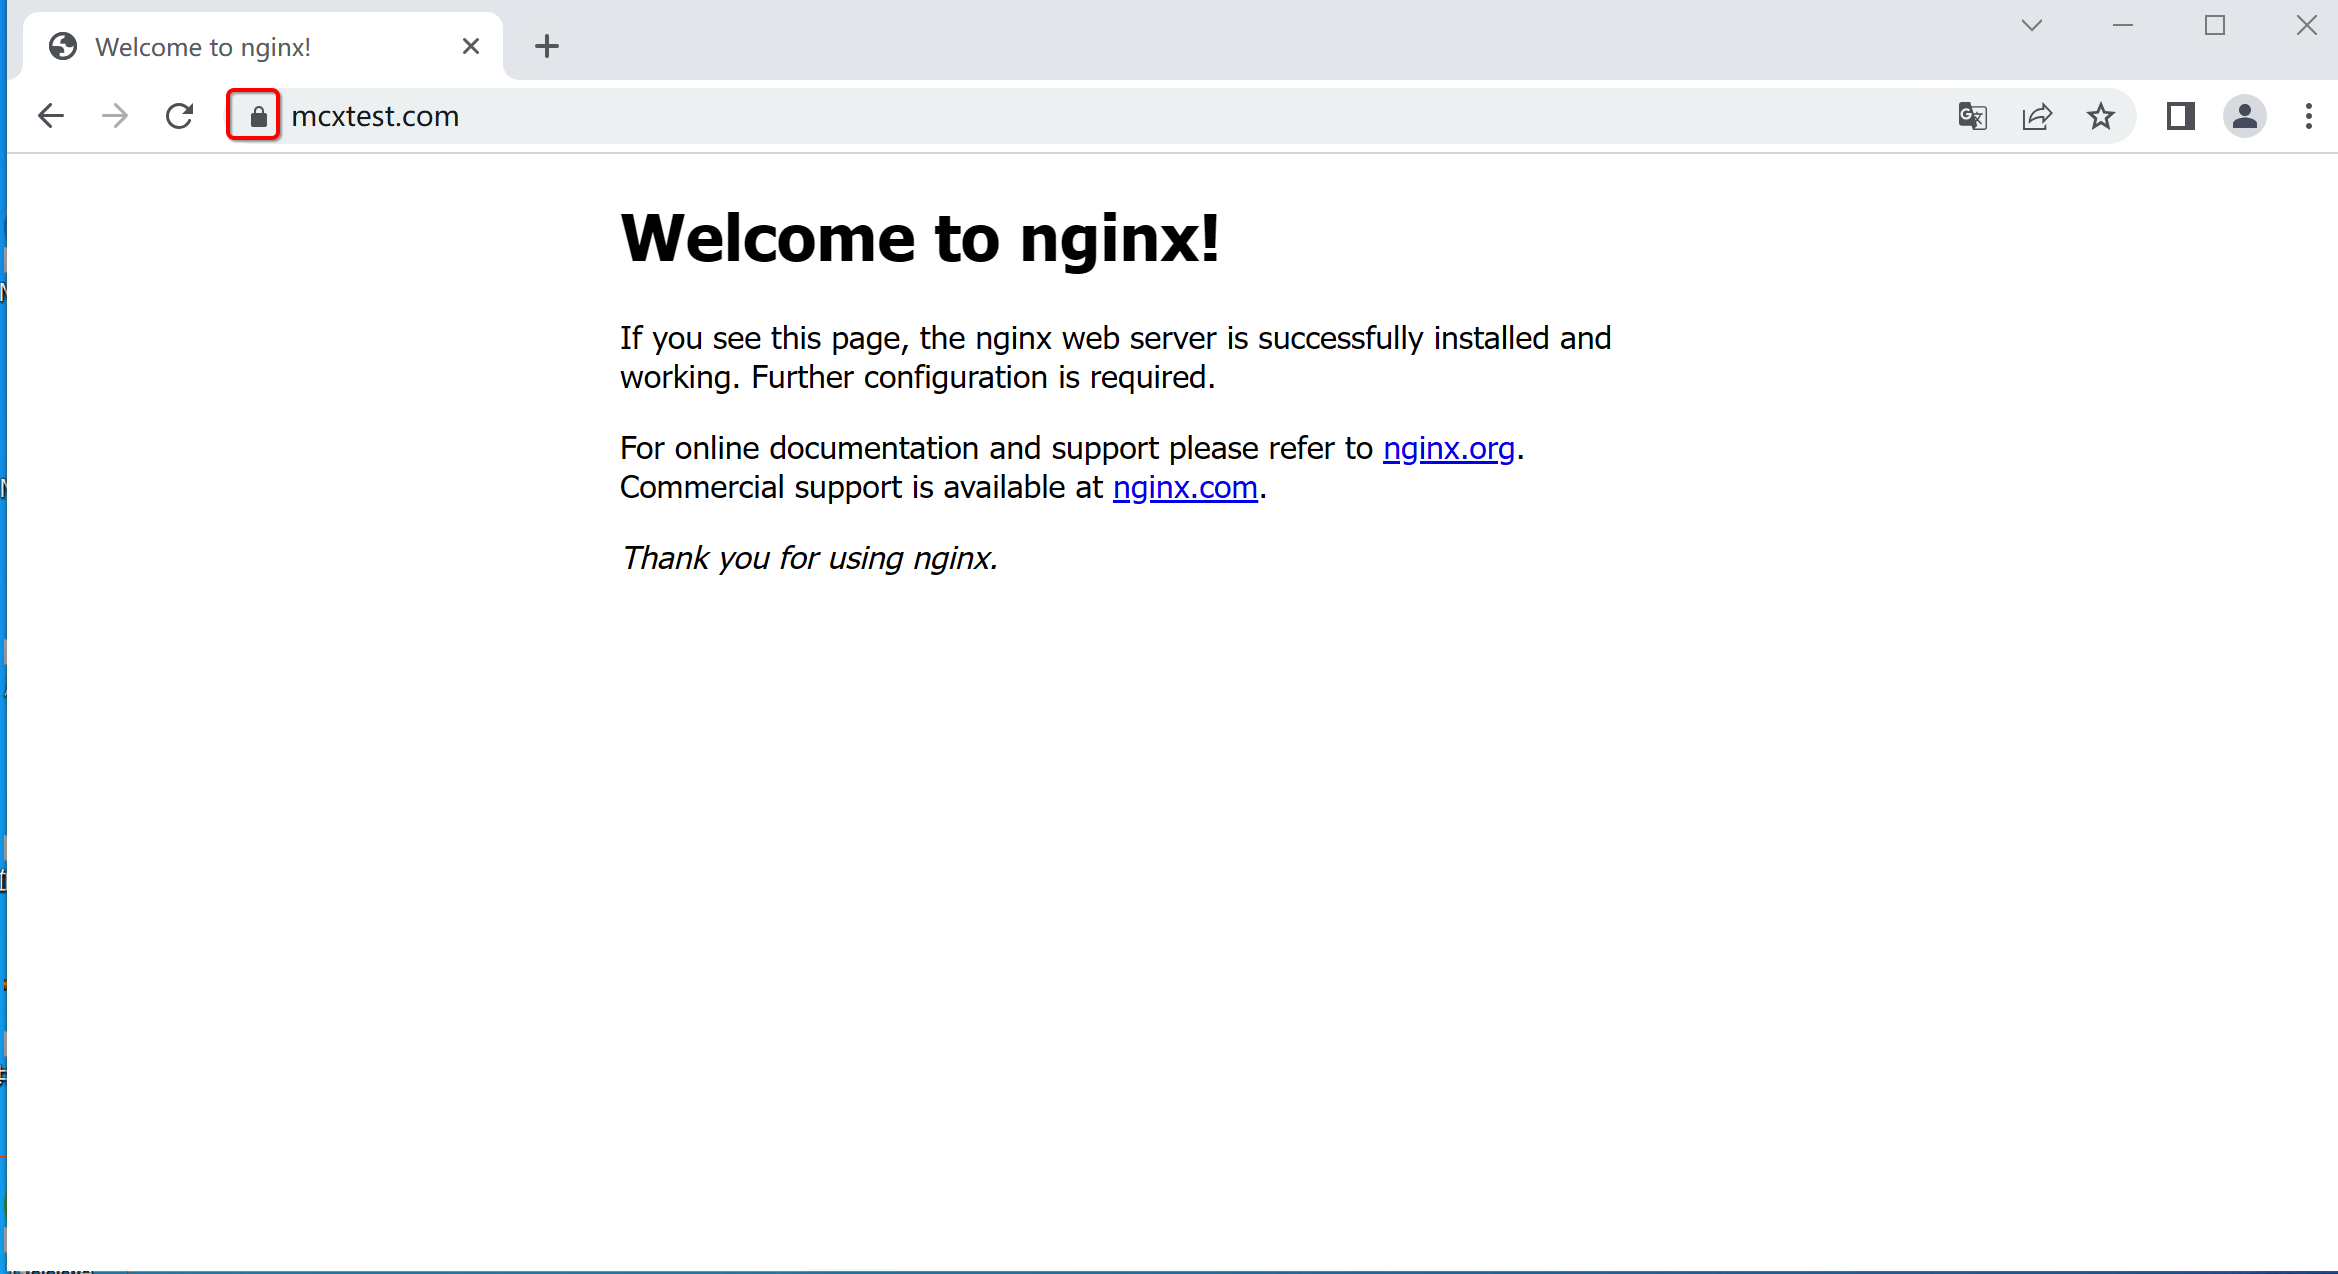 Welcome to nginx!
mcxtest.com
Welcome to nginx!
If you see this page, the nginx web server is successfully installed and
working. Further configuration is required.
For online documentation and support please refer to nginx.org.
Commercial support is available at nginx.com.
Thank you for using nginx.